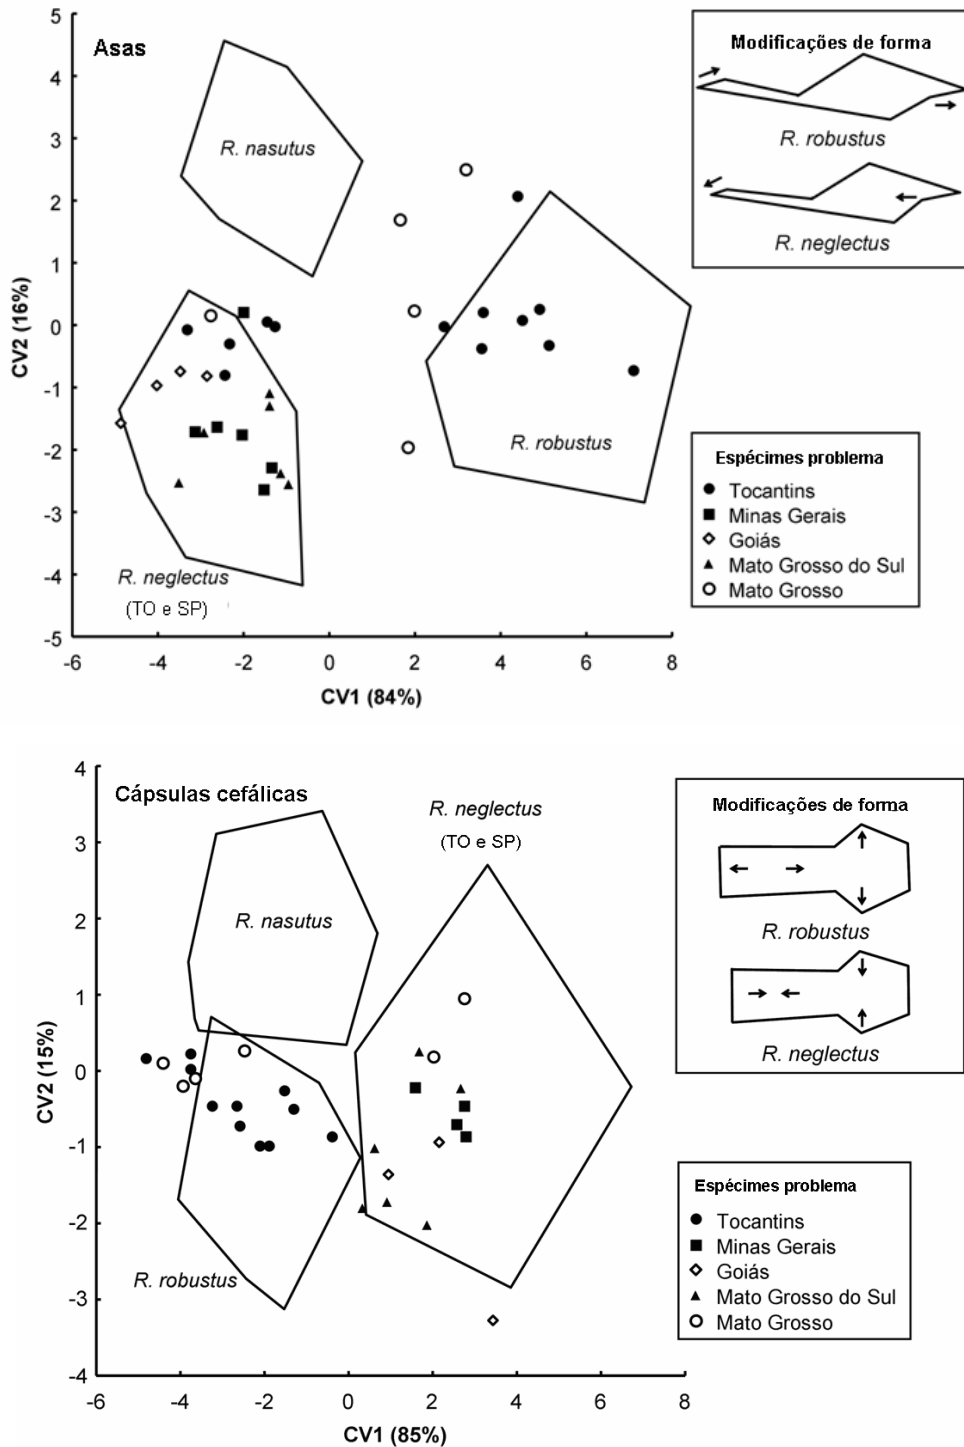 Asas
5
4
3
2
1
0
-1
-2
-3
-4
-5
CV2 (16%)
-6
-4
-2
0
2
4
6
8
CV1 (84%)
R. nasutus
R. robustus
R. neglectus
(TO e SP)
Modificações de forma
R. robustus
R. neglectus
Espécimes problema
Tocantins
Minas Gerais
Goiás
Mato Grosso do Sul
Mato Grosso
Cápsulas cefálicas
4
3
2
1
0
-1
-2
-3
-4
CV2 (15%)
-6
-4
-2
0
2
4
6
8
CV1 (85%)
R. neglectus
(TO e SP)
R. nasutus
R. robustus
Modificações de forma
R. robustus
R. neglectus
Espécimes problema
Tocantins
Minas Gerais
Goiás
Mato Grosso do Sul
Mato Grosso